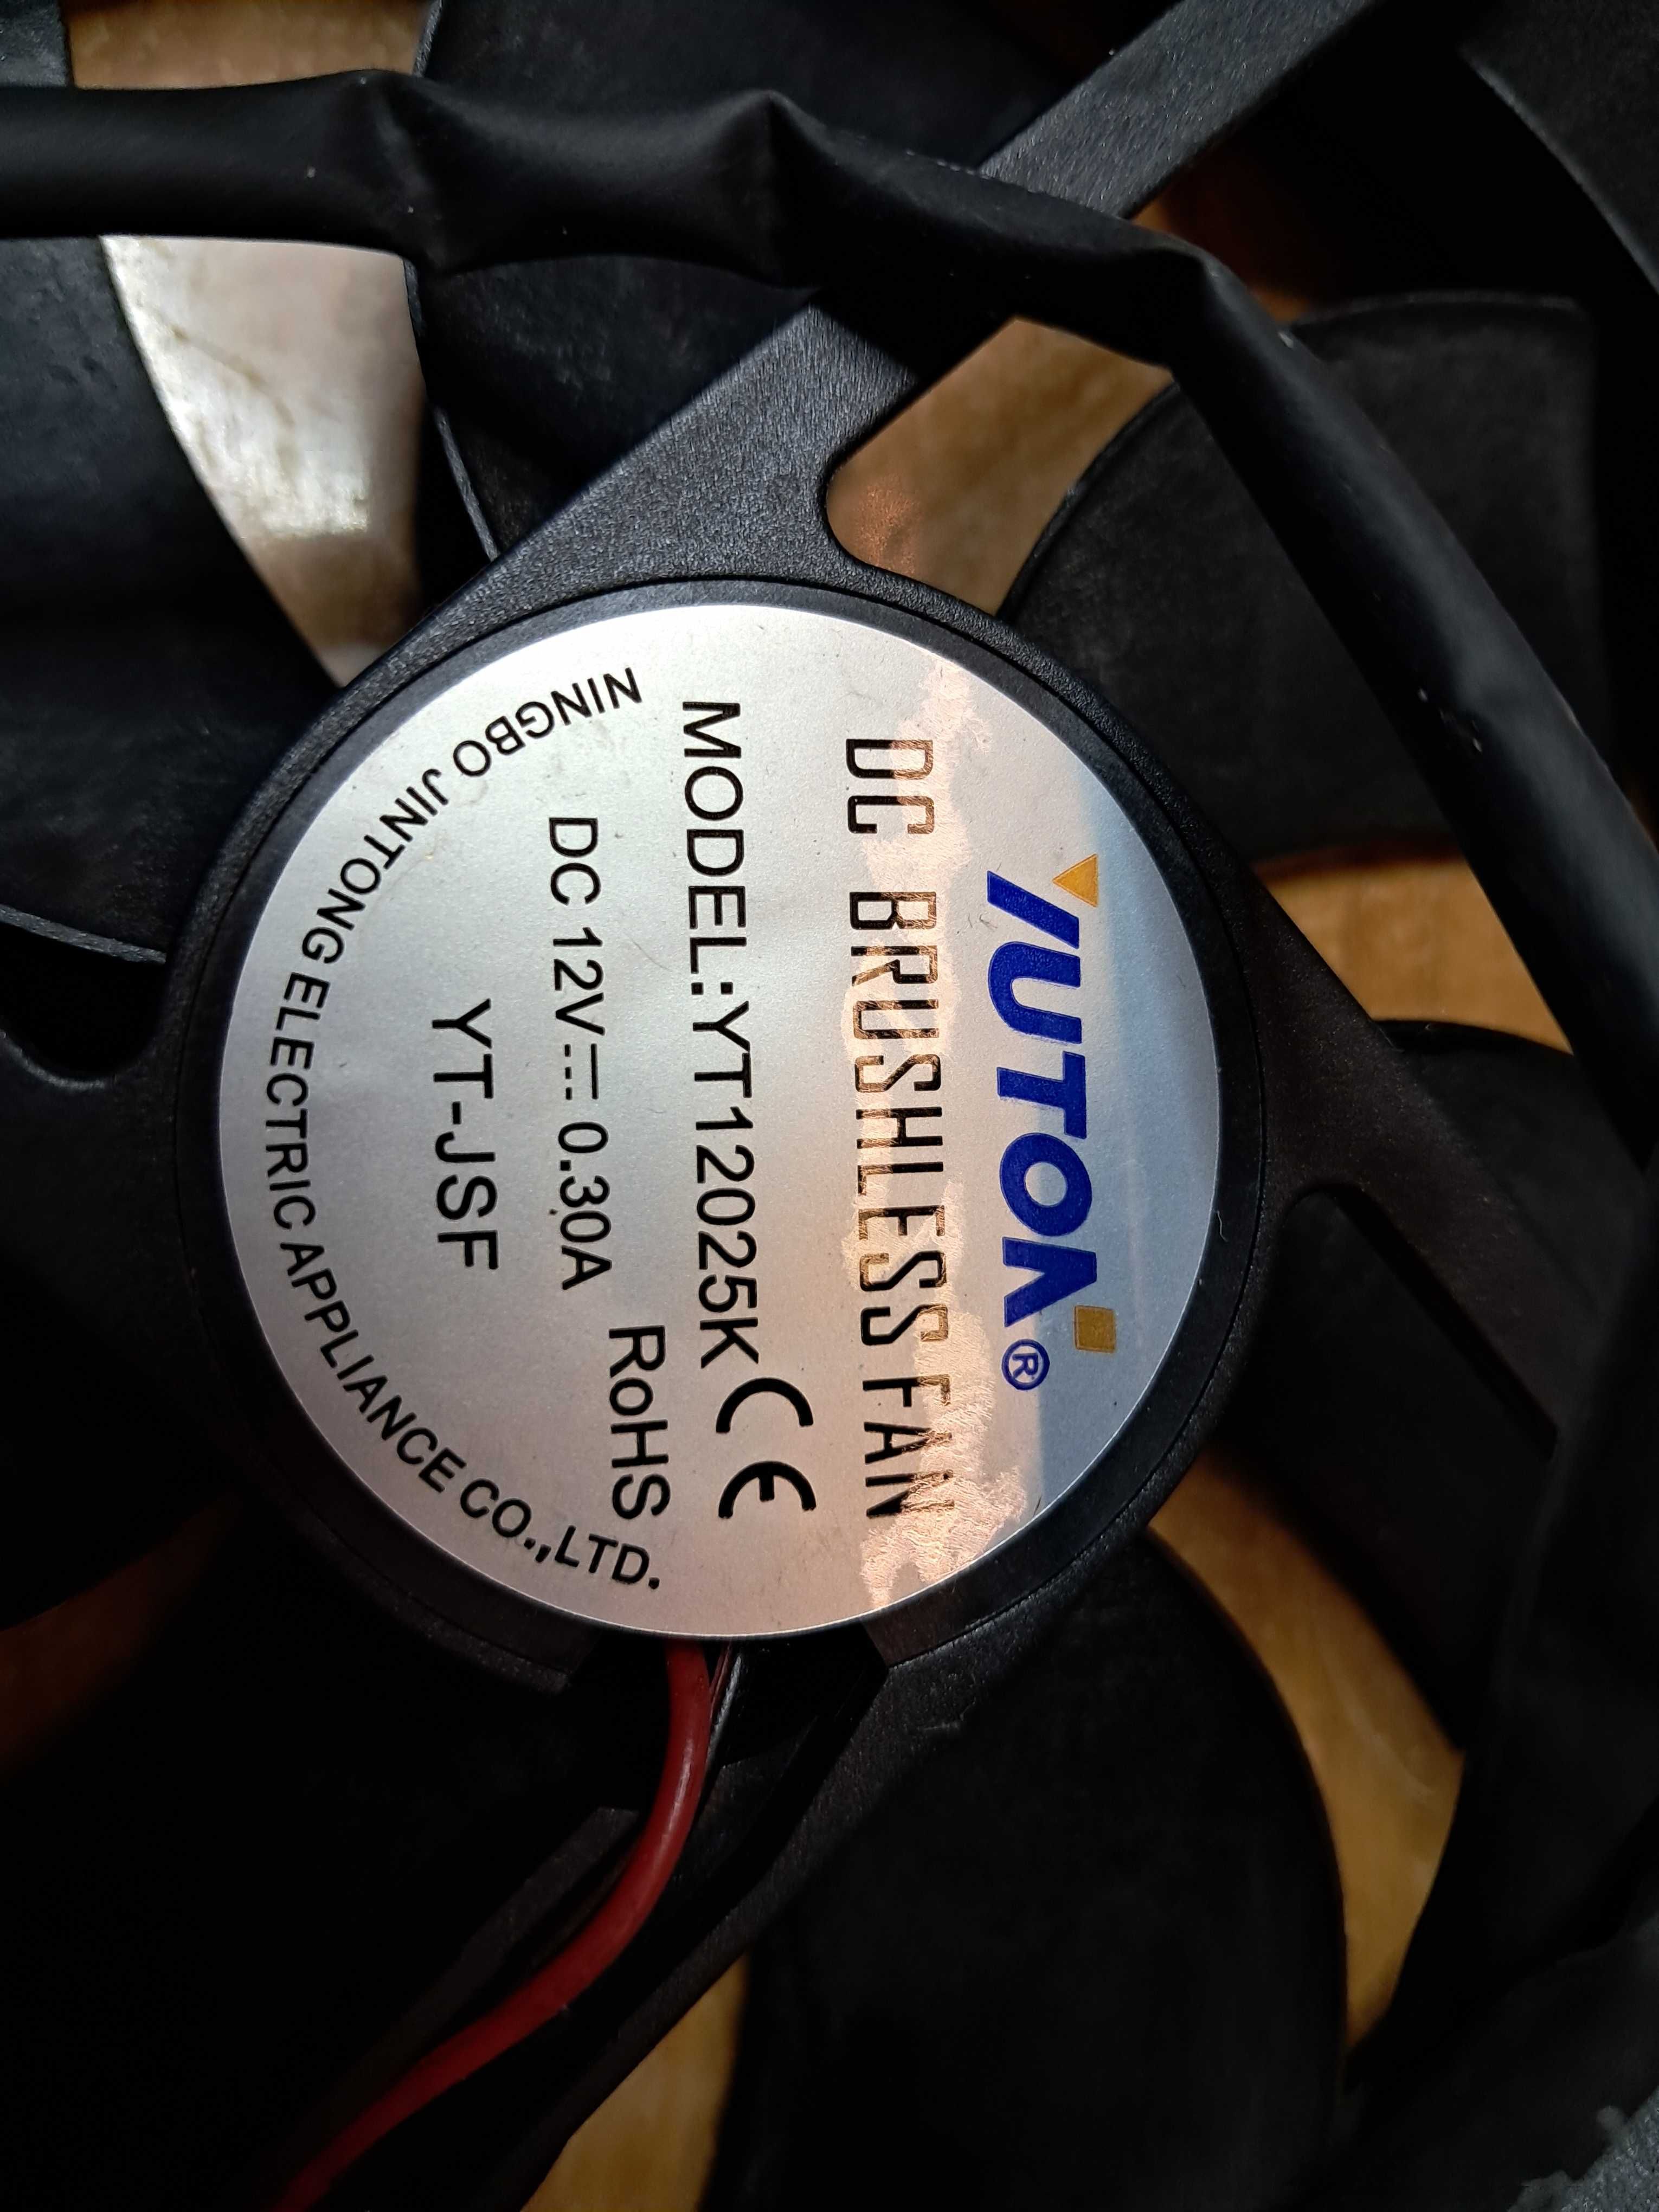 YUTON®
DC BRUSHLESS FAN
MODEL:YT12025K CE
DC 12V⎓ 0.30A RoHS
YT-JSF
NINGBO JINTONG ELECTRIC APPLIANCE CO.,LTD.